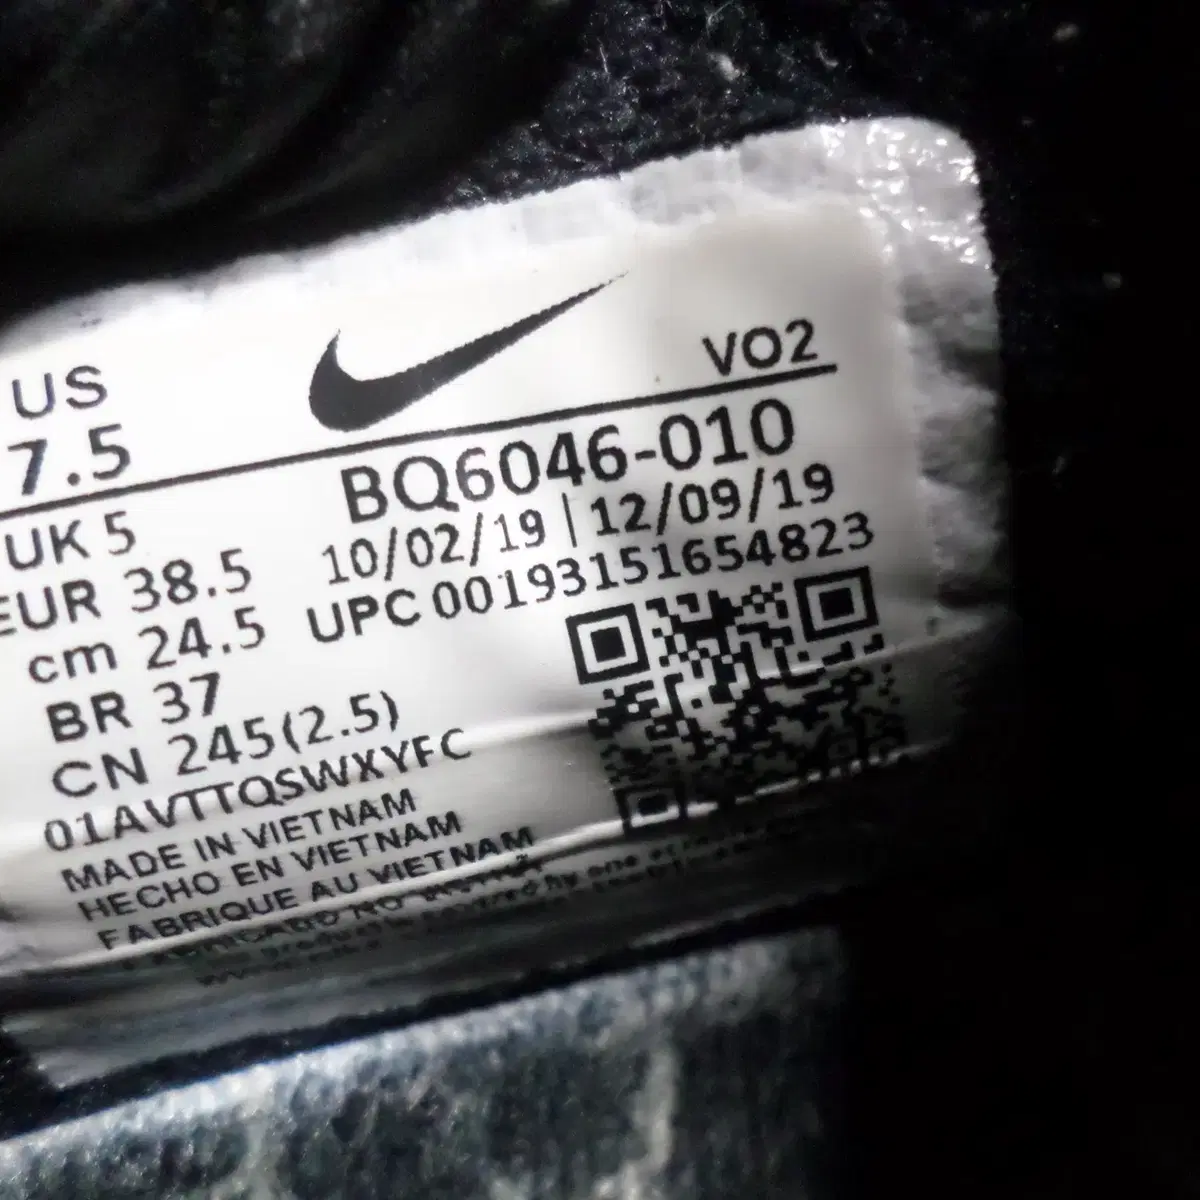 US
7.5
VO2
UK 5
BQ6046-010
EUR 38.5
10/02/19 | 12/09/19
cm 24.5
UPC 00193151654823
BR 37
CN 245(2.5)
01AVTTQSWXYFC
MADE IN VIETNAM
HECHO EN VIETNAM
FABRIQUE AU VIETNAM